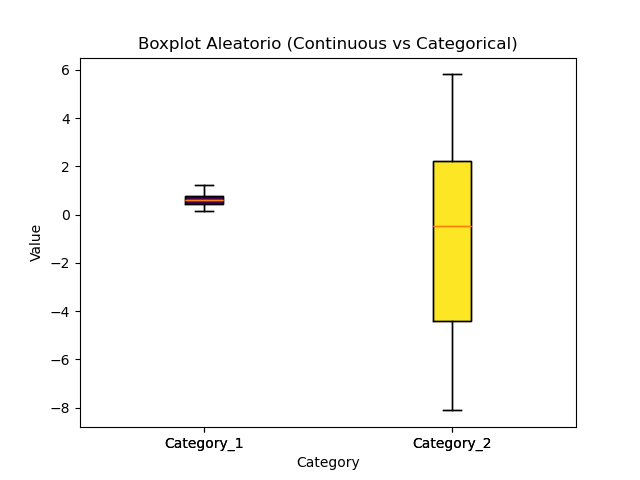 Boxplot Aleatorio (Continuous vs Categorical)
6
4
2
0
−2
−4
−6
−8
Value
Category_1
Category_2
Category